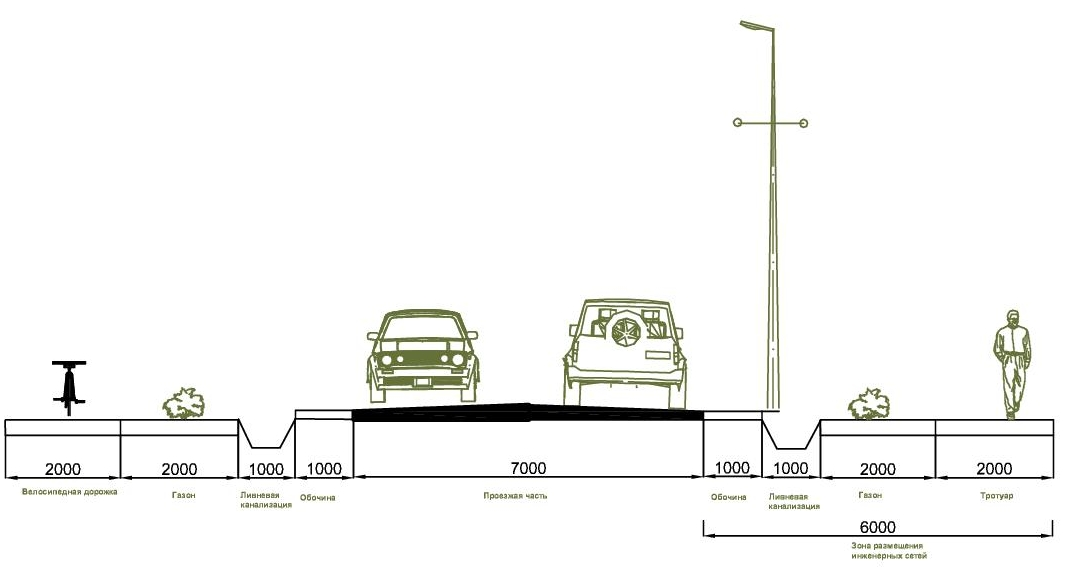 2000
2000
1000
1000
7000
1000
1000
2000
2000
Велосипедная дорожка
Газон
Ливневая
канализация
Обочина
Проезжая часть
Обочина
Ливневая
канализация
Газон
Тротуар
6000
Зона размещения
инженерных сетей